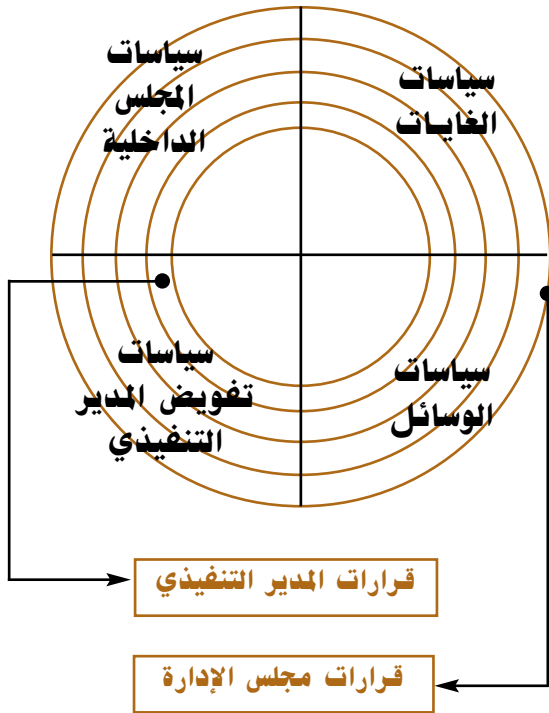 سياسات
الغايات
سياسات
المجلس
الداخلية
سياسات
الوسائل
سياسات
تفويض المدير
التنفيذي
قرارات المدير التنفيذي
قرارات مجلس الإدارة